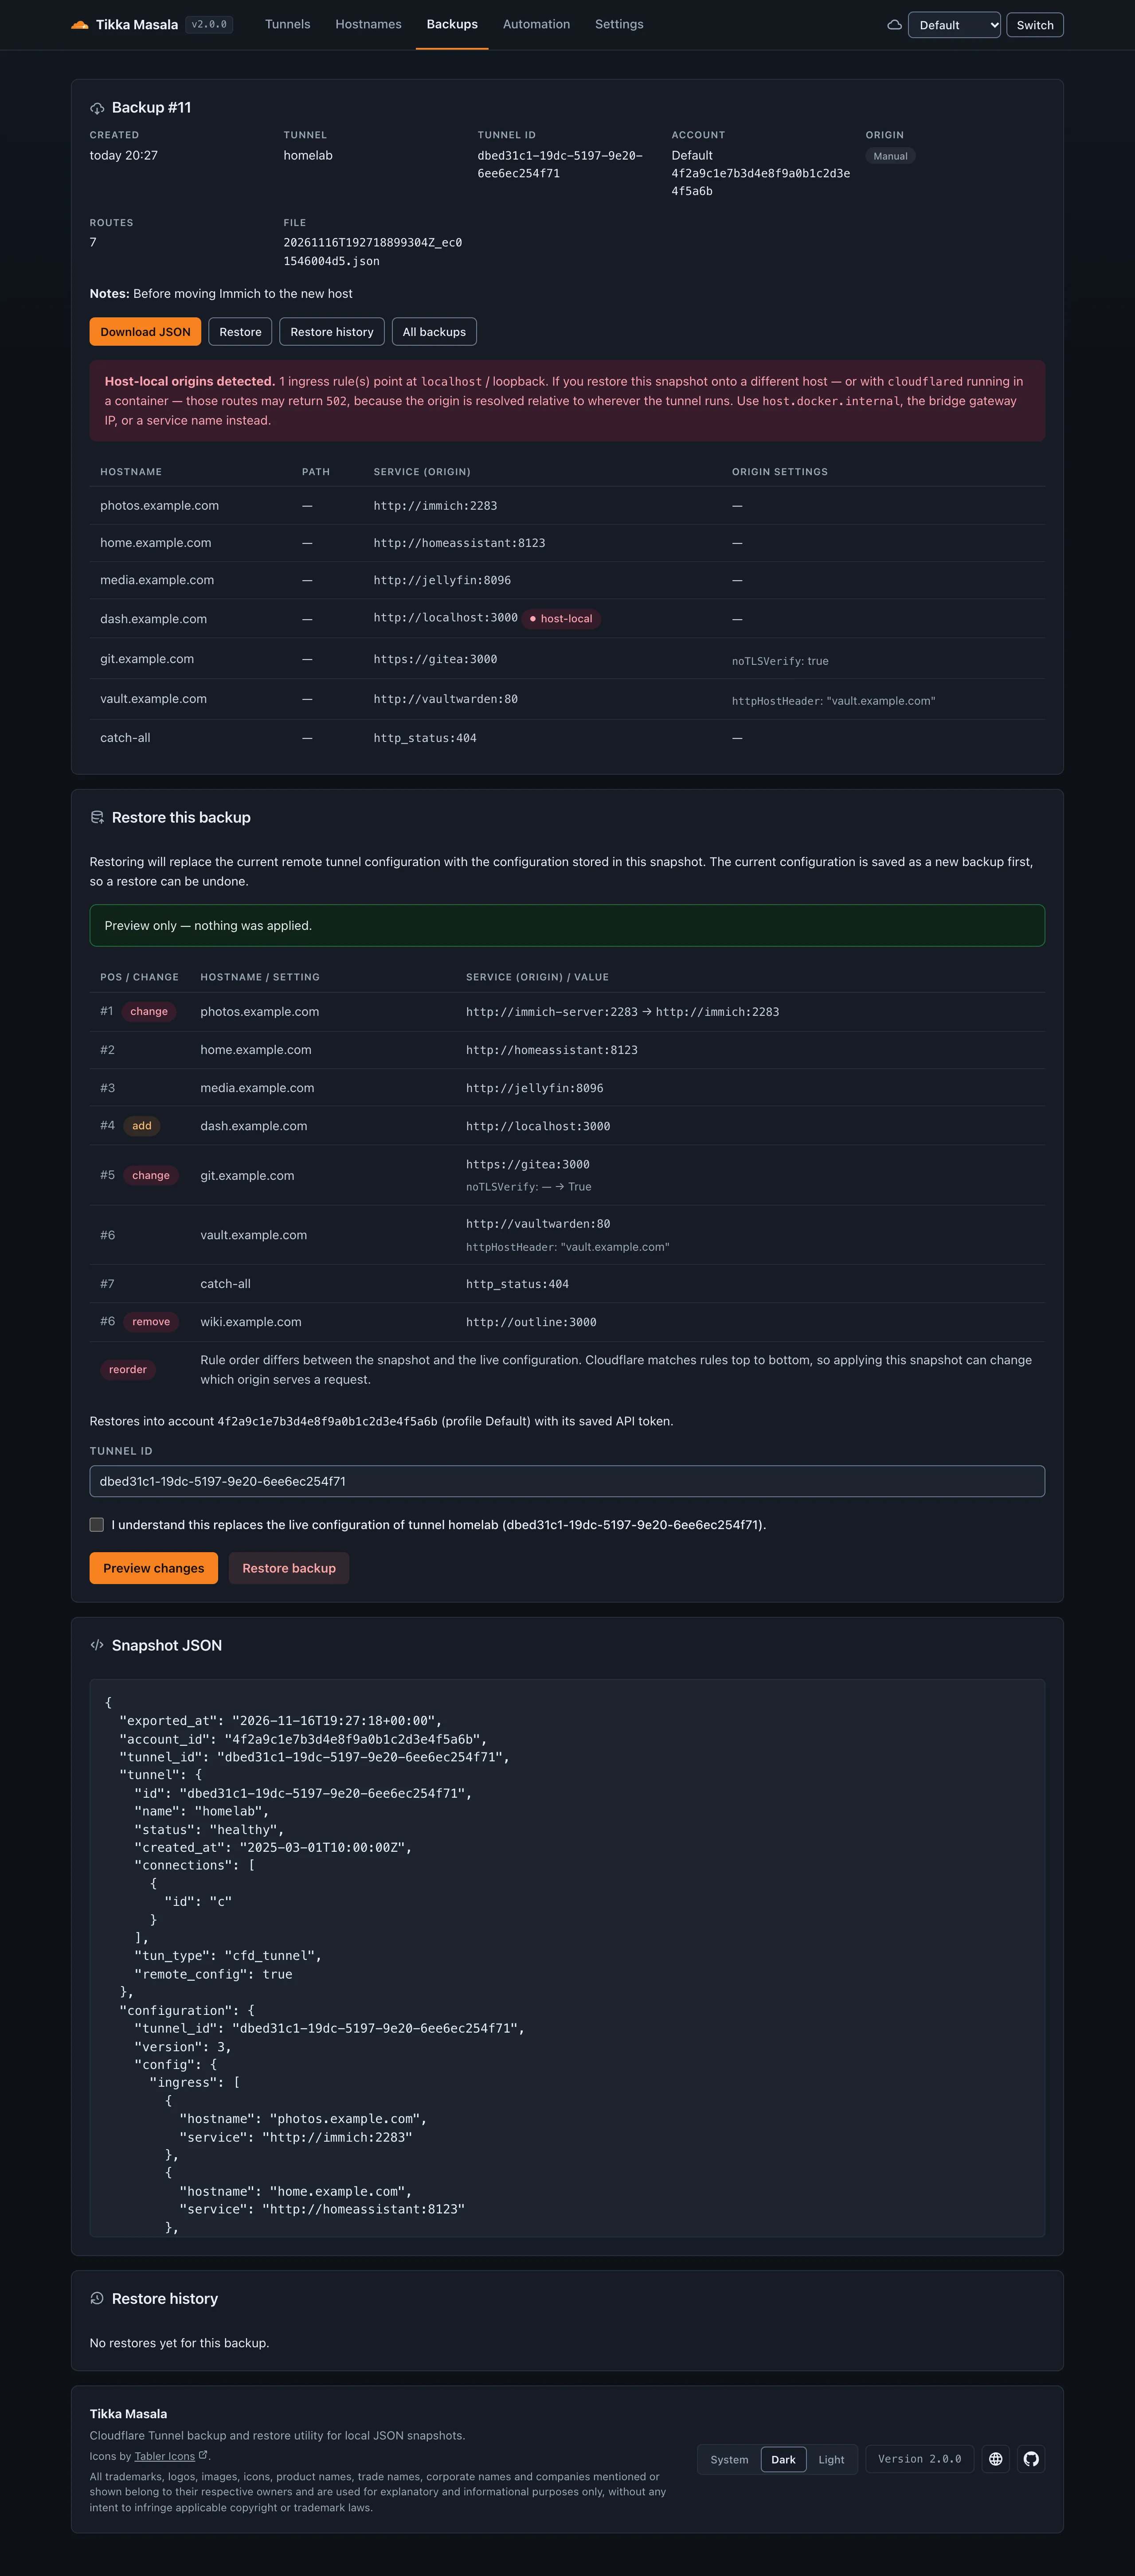 Tikka Masala v2.0.0 Tunnels Hostnames Backups Automation Settings Default Switch
Backup #11
CREATED TUNNEL TUNNEL ID ACCOUNT ORIGIN
today 20:27 homelab dbed31c1-19dc-5197-9e20- Default Manual
6ee6ec254f71 4f2a9c1e7b3d4e8f9a0b1c2d3e
4f5a6b
ROUTES FILE
7 20261116T192718899304Z_ec0
1546004d5.json
Notes: Before moving Immich to the new host
Download JSON Restore Restore history All backups
Host-local origins detected. 1 ingress rule(s) point at localhost / loopback. If you restore this snapshot onto a different host — or with cloudflared running in
a container — those routes may return 502, because the origin is resolved relative to wherever the tunnel runs. Use host.docker.internal, the bridge gateway
IP, or a service name instead.
HOSTNAME PATH SERVICE (ORIGIN) ORIGIN SETTINGS
photos.example.com — http://immich:2283 —
home.example.com — http://homeassistant:8123 —
media.example.com — http://jellyfin:8096 —
dash.example.com — http://localhost:3000 host-local —
git.example.com — https://gitea:3000 noTLSVerify: true
vault.example.com — http://vaultwarden:80 httpHostHeader: "vault.example.com"
catch-all — http_status:404 —
Restore this backup
Restoring will replace the current remote tunnel configuration with the configuration stored in this snapshot. The current configuration is saved as a new backup first,
so a restore can be undone.
Preview only — nothing was applied.
POS / CHANGE HOSTNAME / SETTING SERVICE (ORIGIN) / VALUE
#1 change photos.example.com http://immich-server:2283 → http://immich:2283
#2 home.example.com http://homeassistant:8123
#3 media.example.com http://jellyfin:8096
#4 add dash.example.com http://localhost:3000
#5 change git.example.com https://gitea:3000
noTLSVerify: — → True
#6 vault.example.com http://vaultwarden:80
httpHostHeader: "vault.example.com"
#7 catch-all http_status:404
#6 remove wiki.example.com http://outline:3000
reorder Rule order differs between the snapshot and the live configuration. Cloudflare matches rules top to bottom, so applying this snapshot can change
which origin serves a request.
Restores into account 4f2a9c1e7b3d4e8f9a0b1c2d3e4f5a6b (profile Default) with its saved API token.
TUNNEL ID
dbed31c1-19dc-5197-9e20-6ee6ec254f71
I understand this replaces the live configuration of tunnel homelab (dbed31c1-19dc-5197-9e20-6ee6ec254f71).
Preview changes Restore backup
Snapshot JSON
{
"exported_at": "2026-11-16T19:27:18+00:00",
"account_id": "4f2a9c1e7b3d4e8f9a0b1c2d3e4f5a6b",
"tunnel_id": "dbed31c1-19dc-5197-9e20-6ee6ec254f71",
"tunnel": {
"id": "dbed31c1-19dc-5197-9e20-6ee6ec254f71",
"name": "homelab",
"status": "healthy",
"created_at": "2025-03-01T10:00:00Z",
"connections": [
{
"id": "c"
}
],
"tun_type": "cfd_tunnel",
"remote_config": true
},
"configuration": {
"tunnel_id": "dbed31c1-19dc-5197-9e20-6ee6ec254f71",
"version": 3,
"config": {
"ingress": [
{
"hostname": "photos.example.com",
"service": "http://immich:2283"
},
{
"hostname": "home.example.com",
"service": "http://homeassistant:8123"
},
Restore history
No restores yet for this backup.
Tikka Masala
Cloudflare Tunnel backup and restore utility for local JSON snapshots.
Icons by Tabler Icons.
All trademarks, logos, images, icons, product names, trade names, corporate names and companies mentioned or
shown belong to their respective owners and are used for explanatory and informational purposes only, without any
intent to infringe applicable copyright or trademark laws.
System Dark Light Version 2.0.0